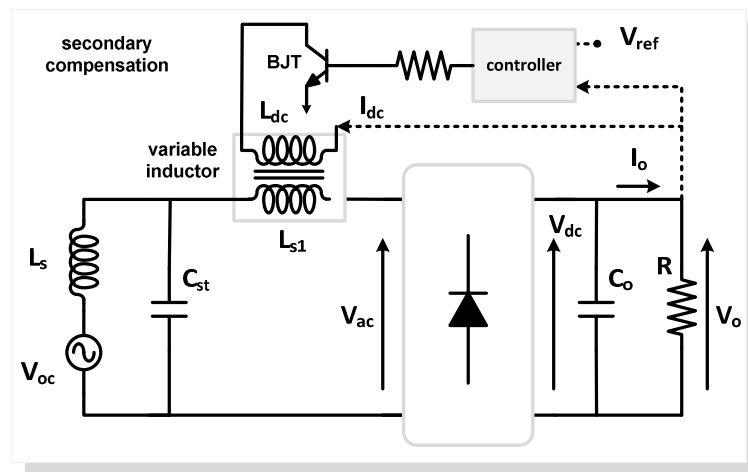 secondary
compensation
BJT
controller
Vref
Ldc
Idc
variable
inductor
Io
Ls1
Vdc
Ls
Cst
Vac
Co
R
Vo
Voc